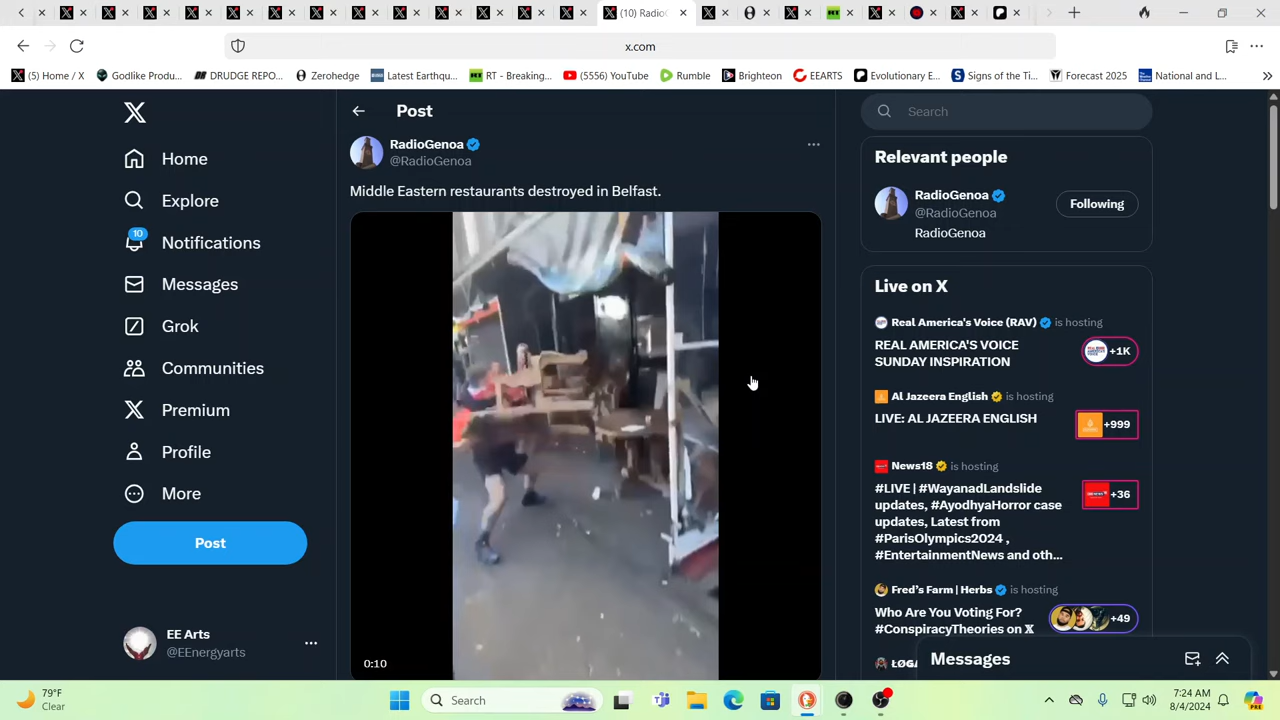 (10) Radio
x.com
(5) Home / X
Godlike Produ...
DRUDGE REPO...
Zerohedge
Latest Earthqu...
RT - Breaking...
(5556) YouTube
Rumble
Brighteon
EEARTS
Evolutionary E...
Signs of the Ti...
Forecast 2025
National and L...
Post
Search
RadioGenoa
@RadioGenoa
Middle Eastern restaurants destroyed in Belfast.
0:10
Home
Explore
10
Notifications
Messages
Grok
Communities
Premium
Profile
More
Post
EE Arts
@EEnergyarts
Relevant people
RadioGenoa
@RadioGenoa
Following
RadioGenoa
Live on X
Real America's Voice (RAV) is hosting
REAL AMERICA'S VOICE
SUNDAY INSPIRATION
+1K
Al Jazeera English is hosting
LIVE: AL JAZEERA ENGLISH
+999
News18 is hosting
#LIVE | #WayanadLandslide
updates, #AyodhyaHorror case
updates, Latest from
#ParisOlympics2024 ,
#EntertainmentNews and oth...
+36
Fred's Farm | Herbs is hosting
Who Are You Voting For?
#ConspiracyTheories on X
+49
Messages
79°F
Clear
Search
7:24 AM
8/4/2024